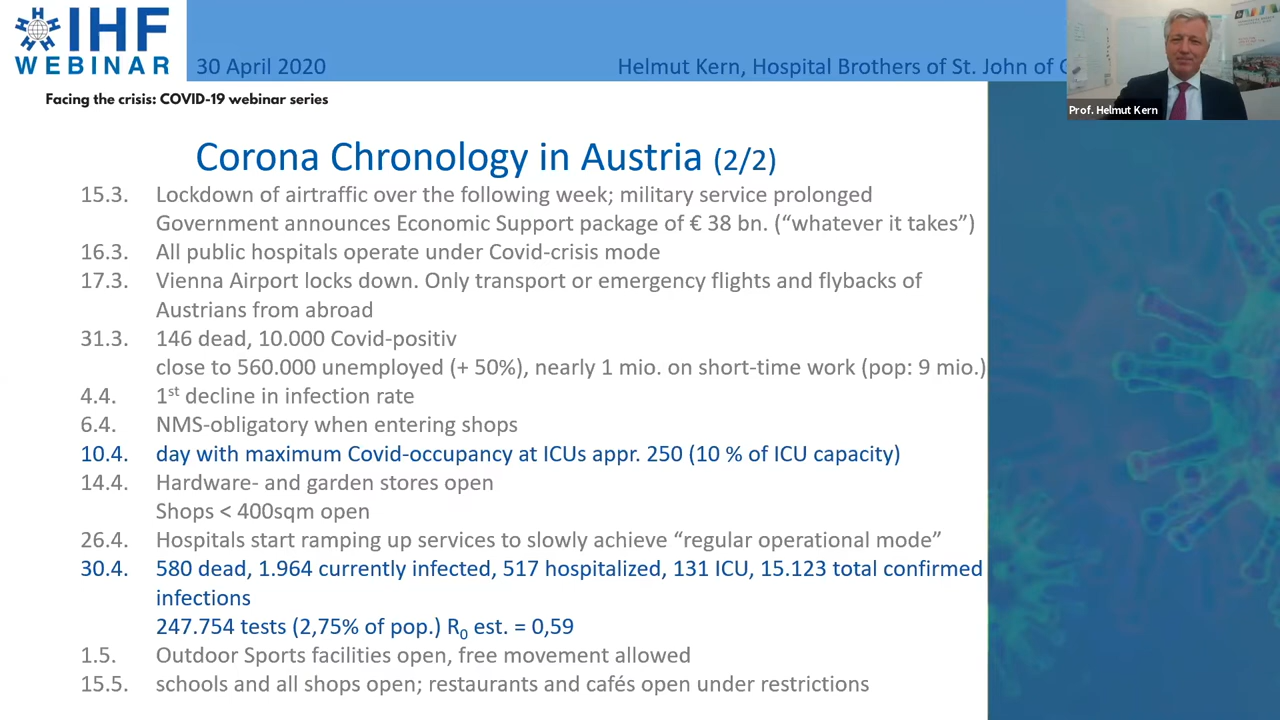 IHF
WEBINAR
30 April 2020
Helmut Kern, Hospital Brothers of St. John of
Prof. Helmut Kern
Facing the crisis: COVID-19 webinar series
Corona Chronology in Austria (2/2)
15.3. Lockdown of airtraffic over the following week; military service prolonged
Government announces Economic Support package of € 38 bn. (“whatever it takes”)
16.3. All public hospitals operate under Covid-crisis mode
17.3. Vienna Airport locks down. Only transport or emergency flights and flybacks of
Austrians from abroad
31.3. 146 dead, 10.000 Covid-positiv
close to 560.000 unemployed (+ 50%), nearly 1 mio. on short-time work (pop: 9 mio.)
4.4. 1st decline in infection rate
6.4. NMS-obligatory when entering shops
10.4. day with maximum Covid-occupancy at ICUs appr. 250 (10 % of ICU capacity)
14.4. Hardware- and garden stores open
Shops < 400sqm open
26.4. Hospitals start ramping up services to slowly achieve “regular operational mode”
30.4. 580 dead, 1.964 currently infected, 517 hospitalized, 131 ICU, 15.123 total confirmed
infections
247.754 tests (2,75% of pop.) R0 est. = 0,59
1.5. Outdoor Sports facilities open, free movement allowed
15.5. schools and all shops open; restaurants and cafés open under restrictions